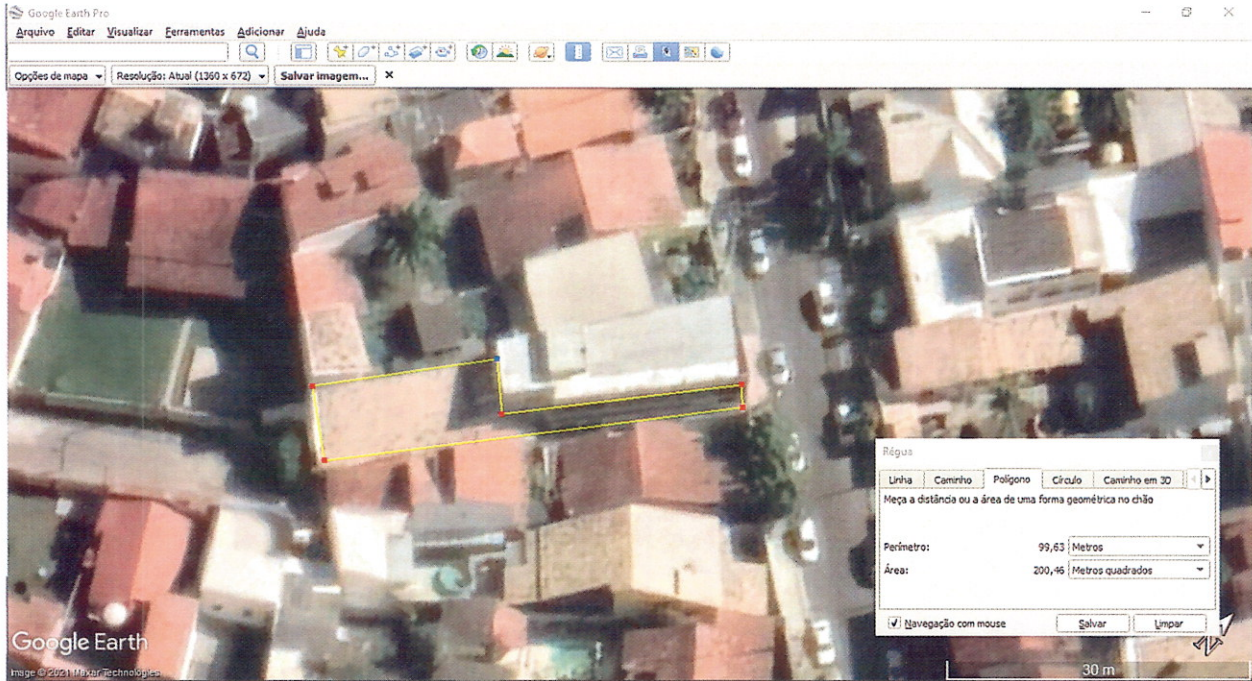 Google Earth Pro
Arquivo Editar Visualizar Ferramentas Adicionar Ajuda
Opções de mapa Resolução: Atual (1360 x 672) Salvar imagem...
Régua
Linha Caminho Polígono Círculo Caminho em 3D
Meça a distância ou a área de uma forma geométrica no chão
Perímetro: 99,63 Metros
Área: 200,46 Metros quadrados
Navegação com mouse Salvar Limpar
Google Earth
Image © 2021 Maxar Technologies
30 m
N